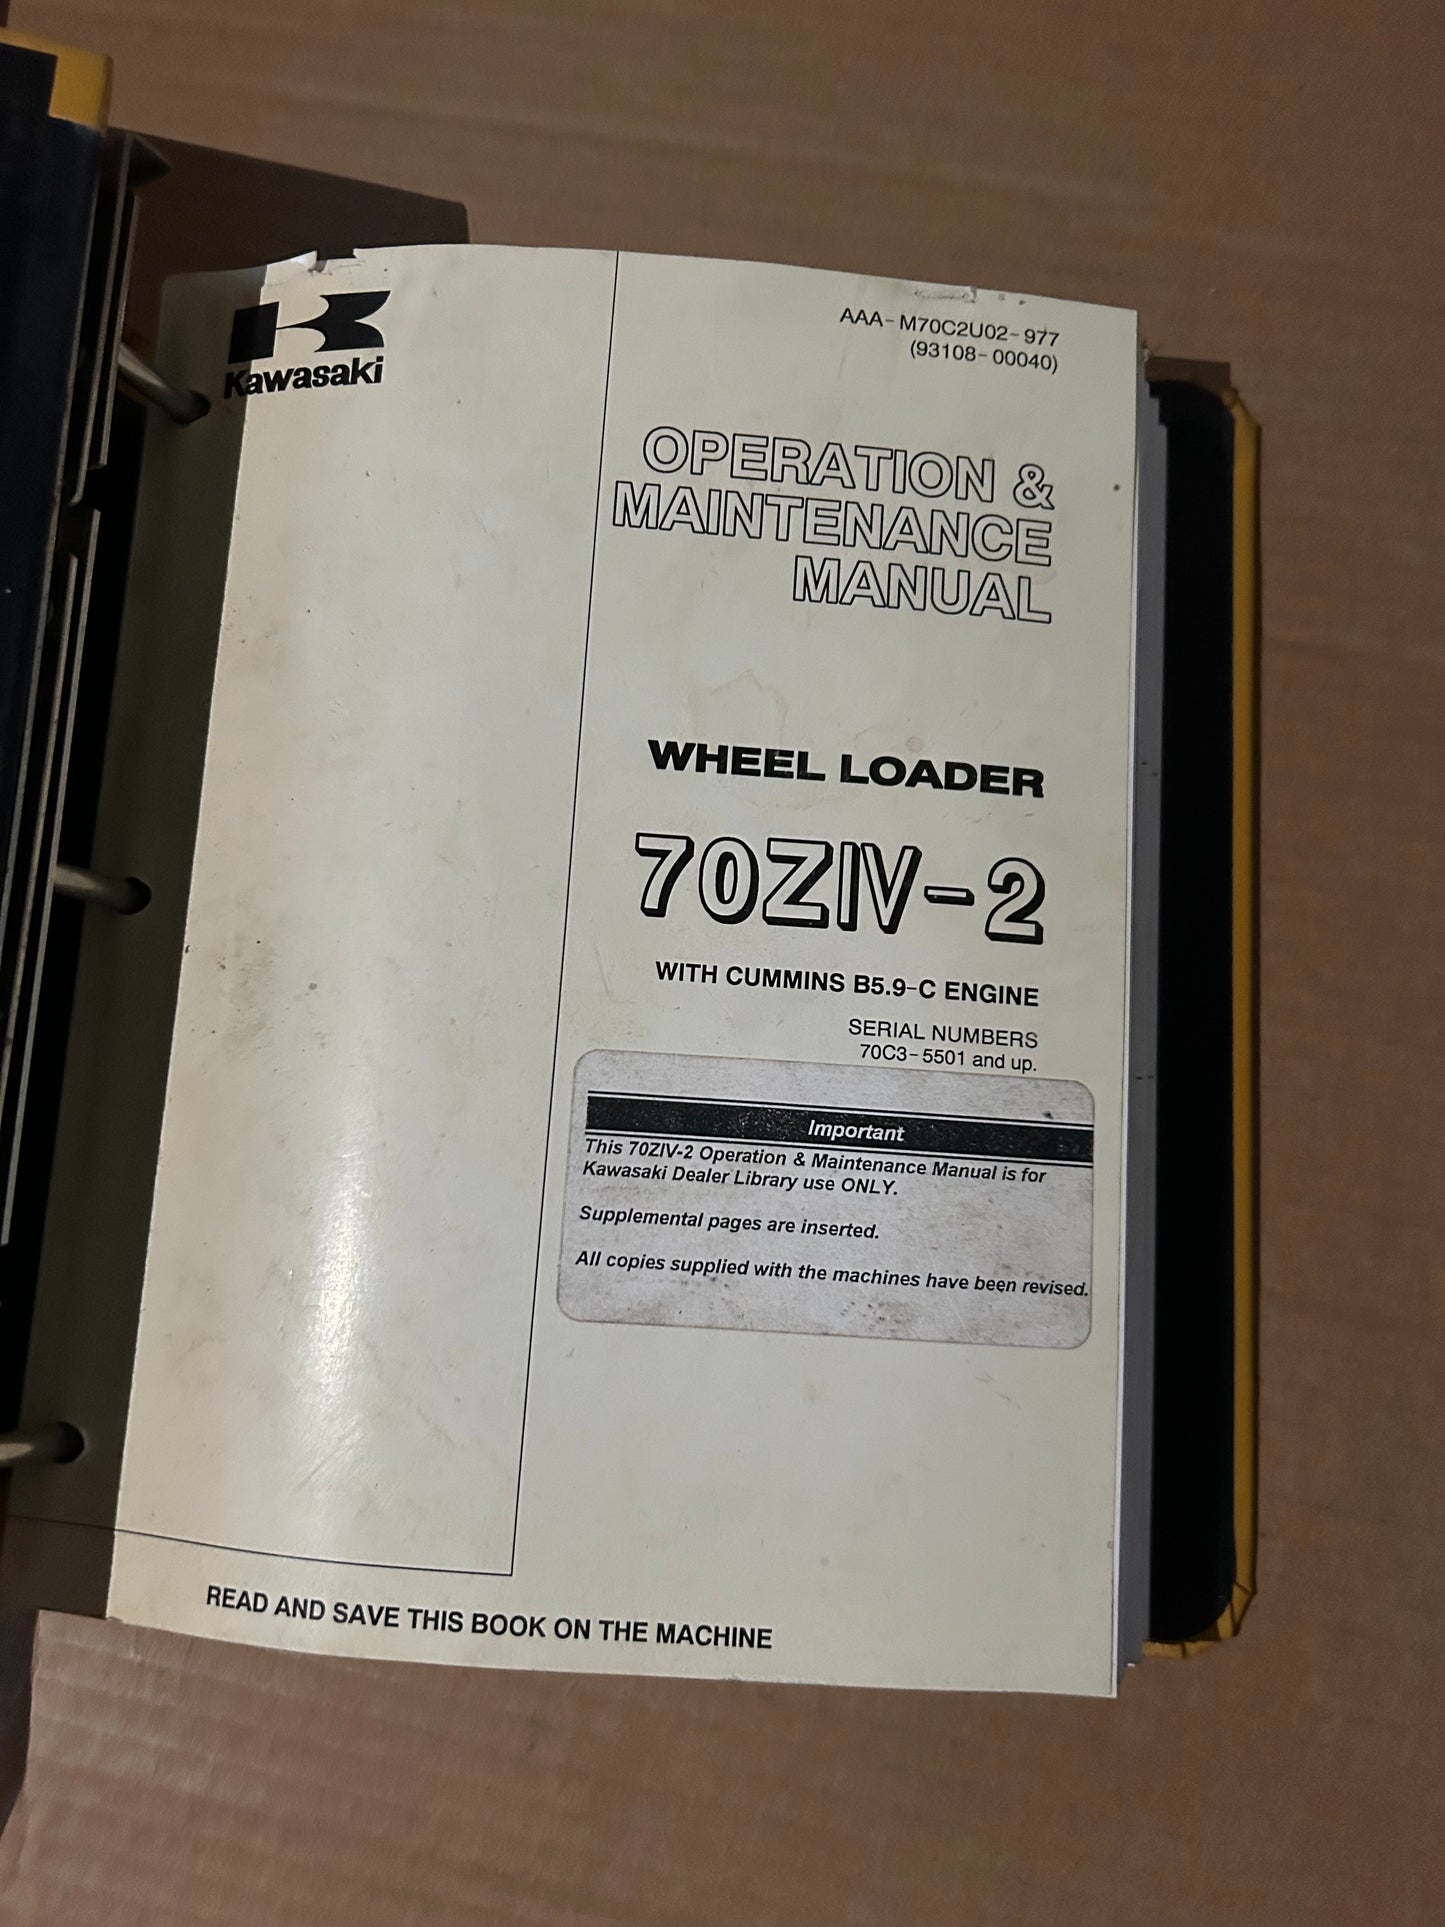 Kawasaki
AAA-M70C2U02-977
(93108-00040)
OPERATION &
MAINTENANCE
MANUAL
WHEEL LOADER
70ZIV-2
WITH CUMMINS B5.9-C ENGINE
SERIAL NUMBERS
70C3-5501 and up.
Important
This 70ZIV-2 Operation & Maintenance Manual is for
Kawasaki Dealer Library use ONLY.
Supplemental pages are inserted.
All copies supplied with the machines have been revised.
READ AND SAVE THIS BOOK ON THE MACHINE